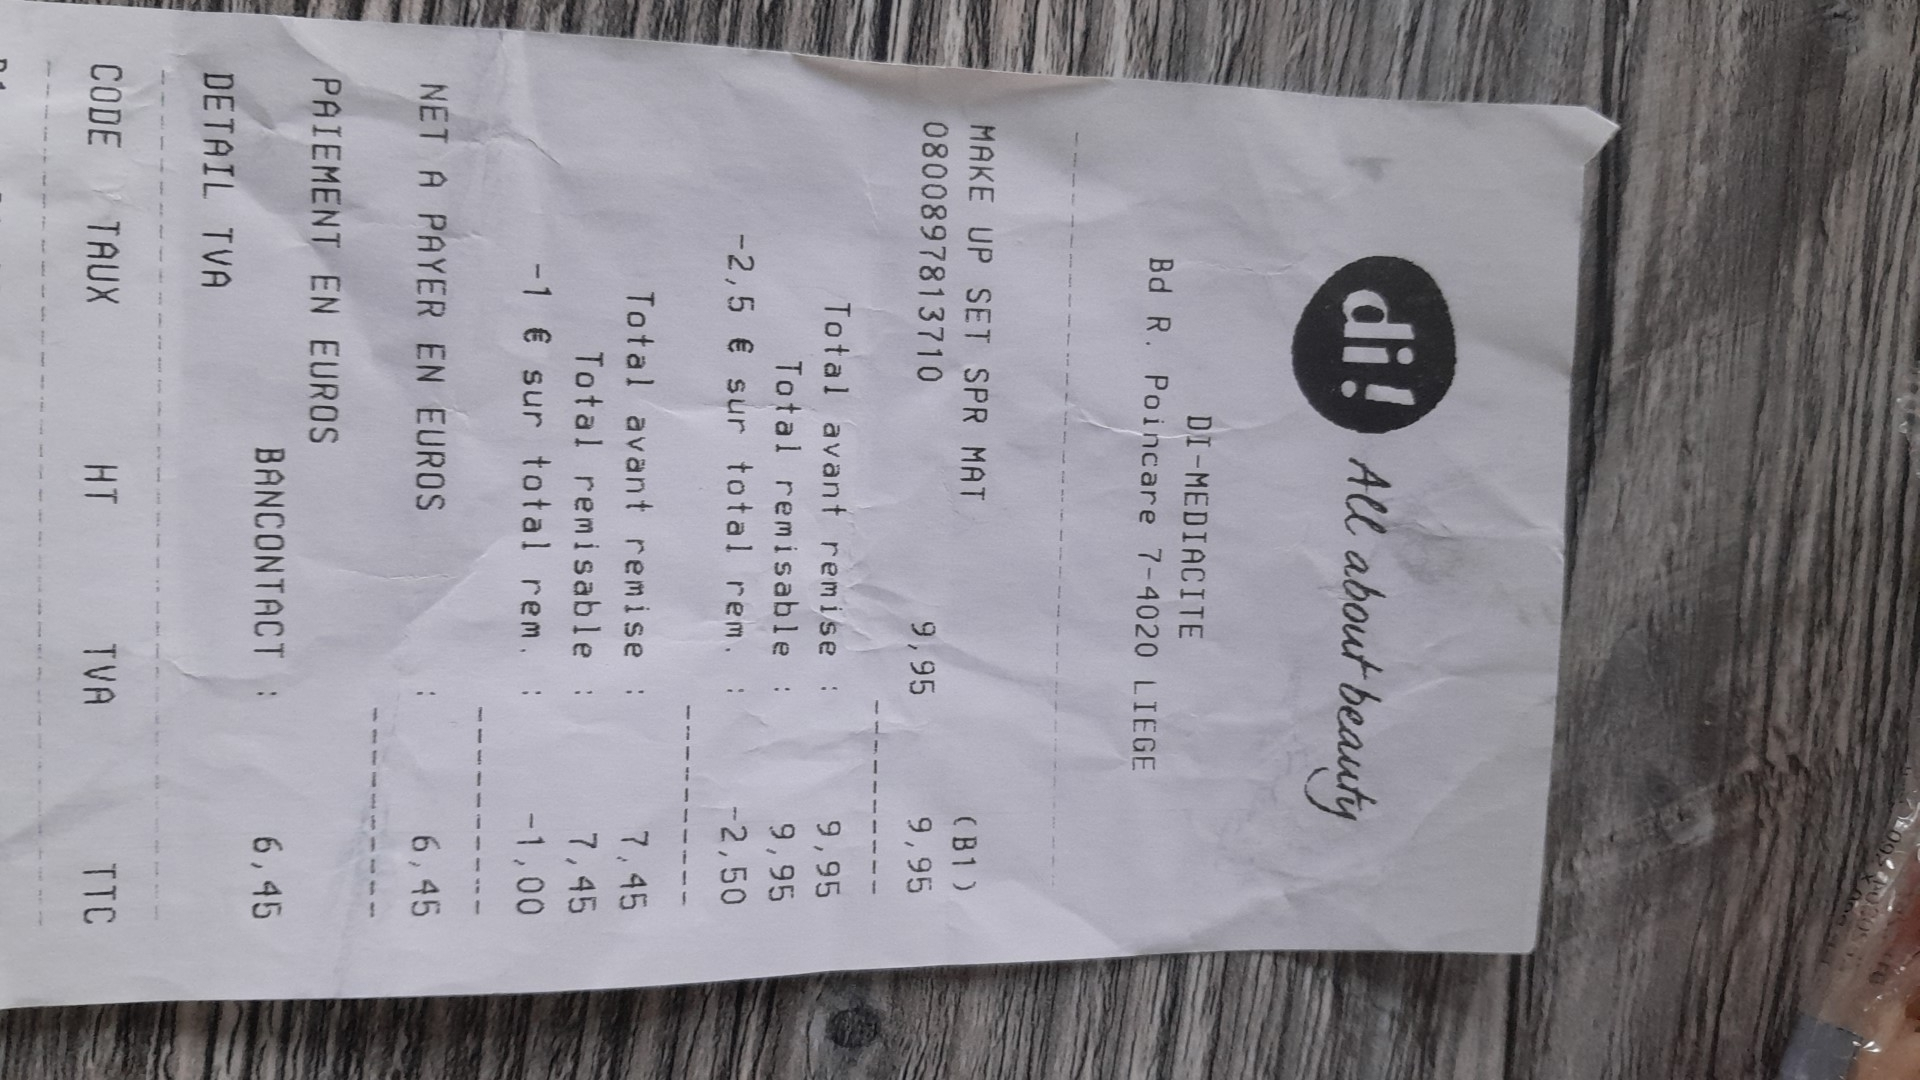 di! All about beauty
DI-MEDIACITE
Bd R. Poincare 7-4020 LIEGE
MAKE UP SET SPR MAT (B1)
0800897813710 9,95 9,95
Total avant remise : 9,95
Total remisable : 9,95
-2,5 € sur total rem. : -2,50
Total avant remise : 7,45
Total remisable : 7,45
-1 € sur total rem. : -1,00
NET A PAYER EN EUROS : 6,45
PAIEMENT EN EUROS
BANCONTACT : 6,45
DETAIL TVA
CODE TAUX HT TVA TTC